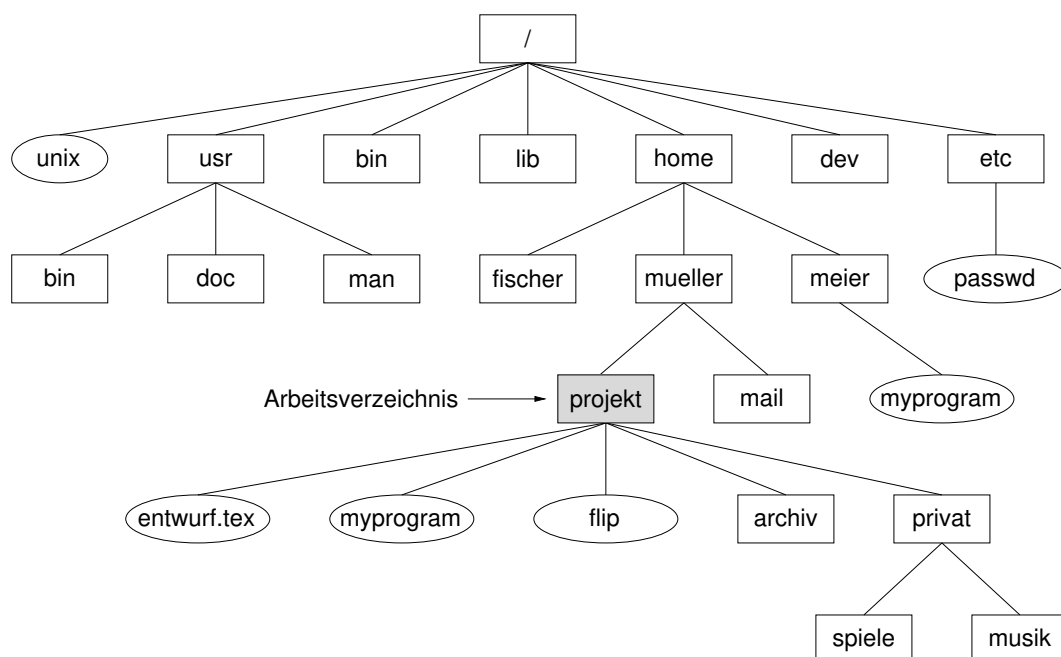 /
unix usr bin lib home dev etc
bin doc man fischer mueller meier passwd
Arbeitsverzeichnis projekt mail myprogram
entwurf.tex myprogram flip archiv privat
spiele musik